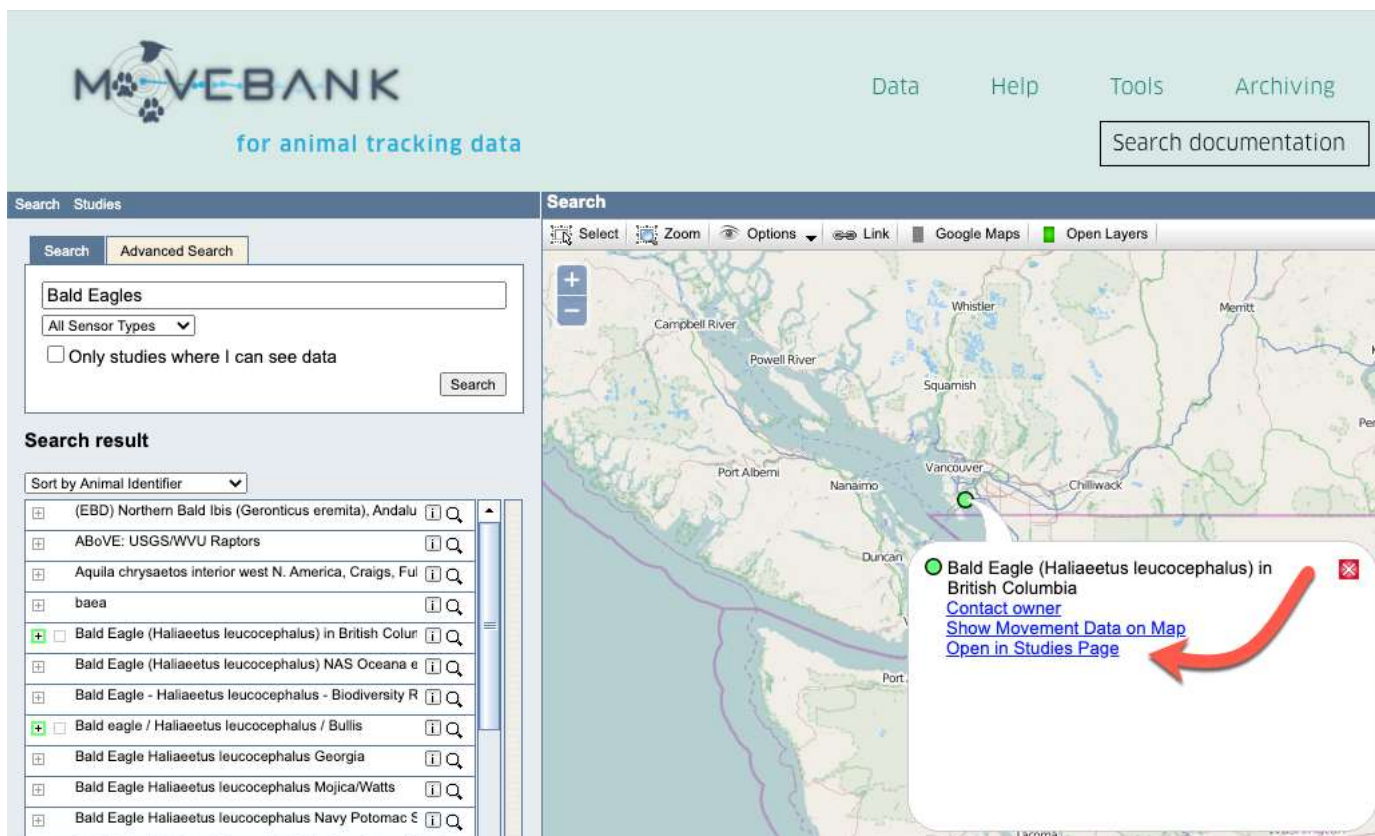 MOVEBANK
for animal tracking data
Data Help Tools Archiving
Search documentation
Search Studies
Search Advanced Search
Bald Eagles
All Sensor Types
Only studies where I can see data
Search
Search result
Sort by Animal Identifier
(EBD) Northern Bald Ibis (Geronticus eremita), Andalu
ABoVE: USGS/WVU Raptors
Aquila chrysaetos interior west N. America, Craigs, Ful
baea
Bald Eagle (Haliaeetus leucocephalus) in British Colum
Bald Eagle (Haliaeetus leucocephalus) NAS Oceana e
Bald Eagle - Haliaeetus leucocephalus - Biodiversity R
Bald eagle / Haliaeetus leucocephalus / Bullis
Bald Eagle Haliaeetus leucocephalus Georgia
Bald Eagle Haliaeetus leucocephalus Mojica/Watts
Bald Eagle Haliaeetus leucocephalus Navy Potomac S
Search
Select Zoom Options Link Google Maps Open Layers
Whistler
Merritt
Campbell River
Powell River
Squamish
Port Alberni
Vancouver
Nanaimo
Chilliwack
Duncan
Port
Bald Eagle (Haliaeetus leucocephalus) in
British Columbia
Contact owner
Show Movement Data on Map
Open in Studies Page
Tacoma